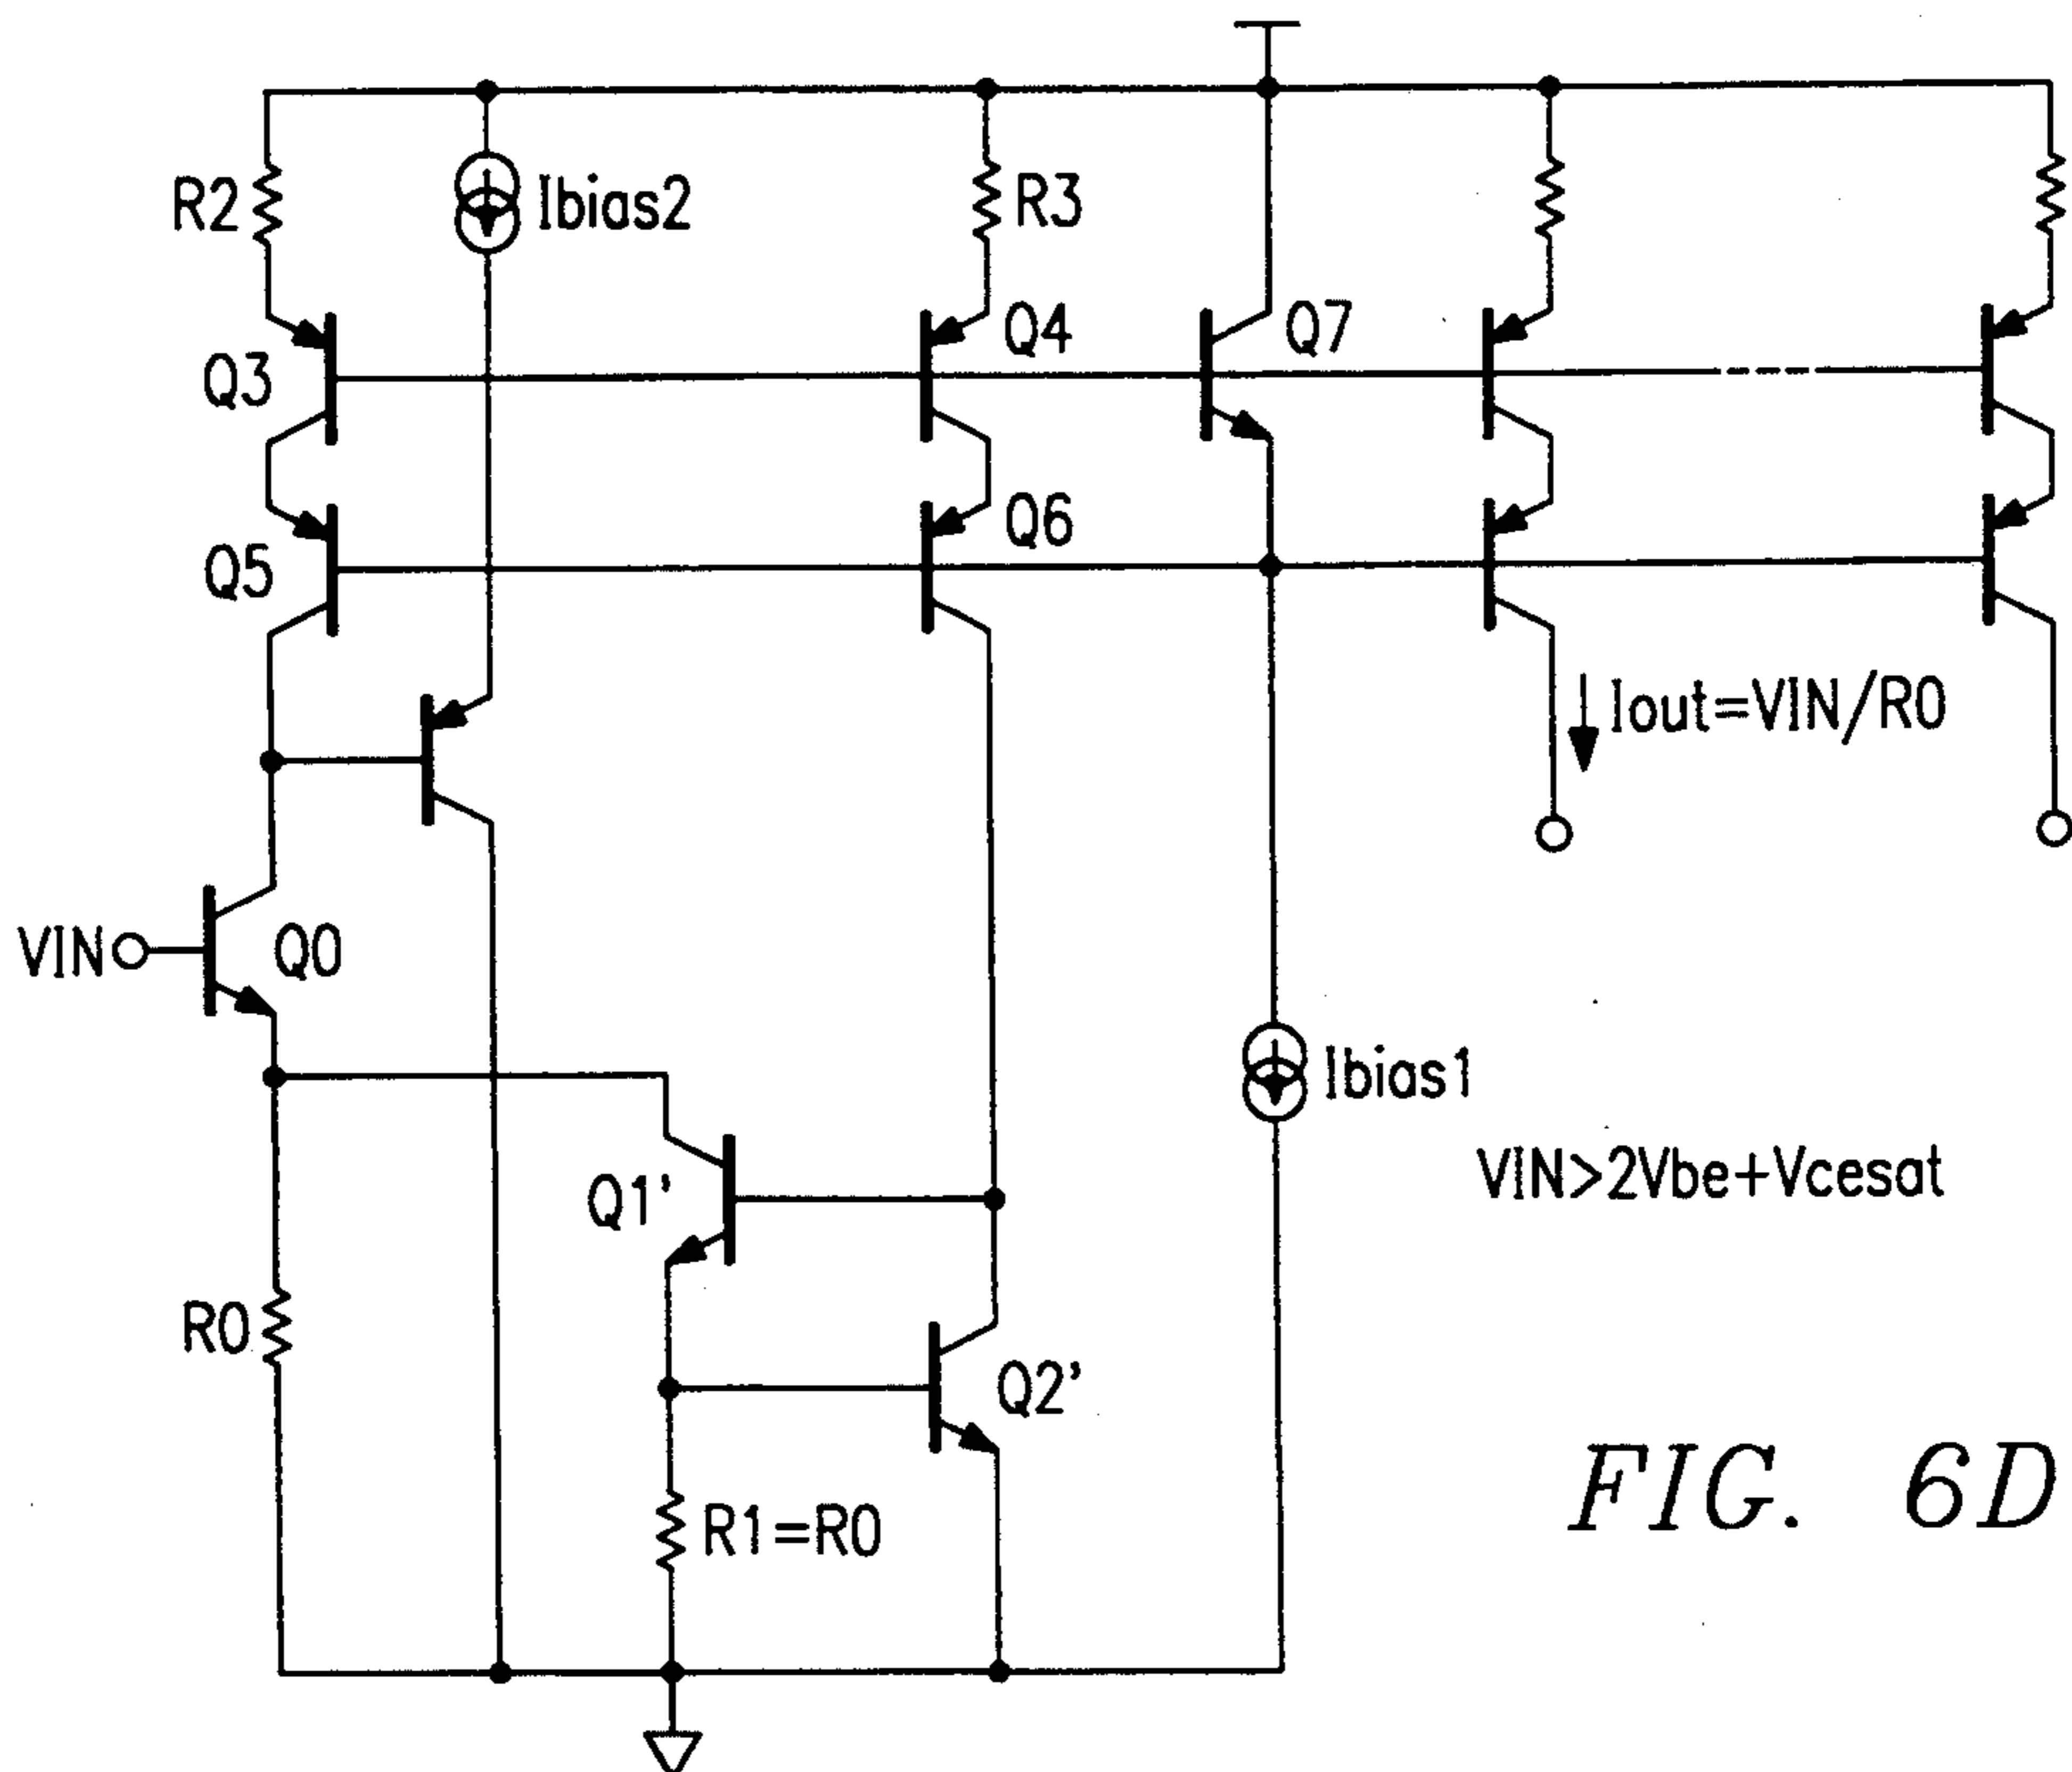 R2
Ibias2
R3
Q3
Q4
Q7
Q5
Q6
Iout=VIN/R0
VIN
Q0
Ibias1
Q1'
VIN>2Vbe+Vcesat
R0
Q2'
R1=R0
FIG. 6D